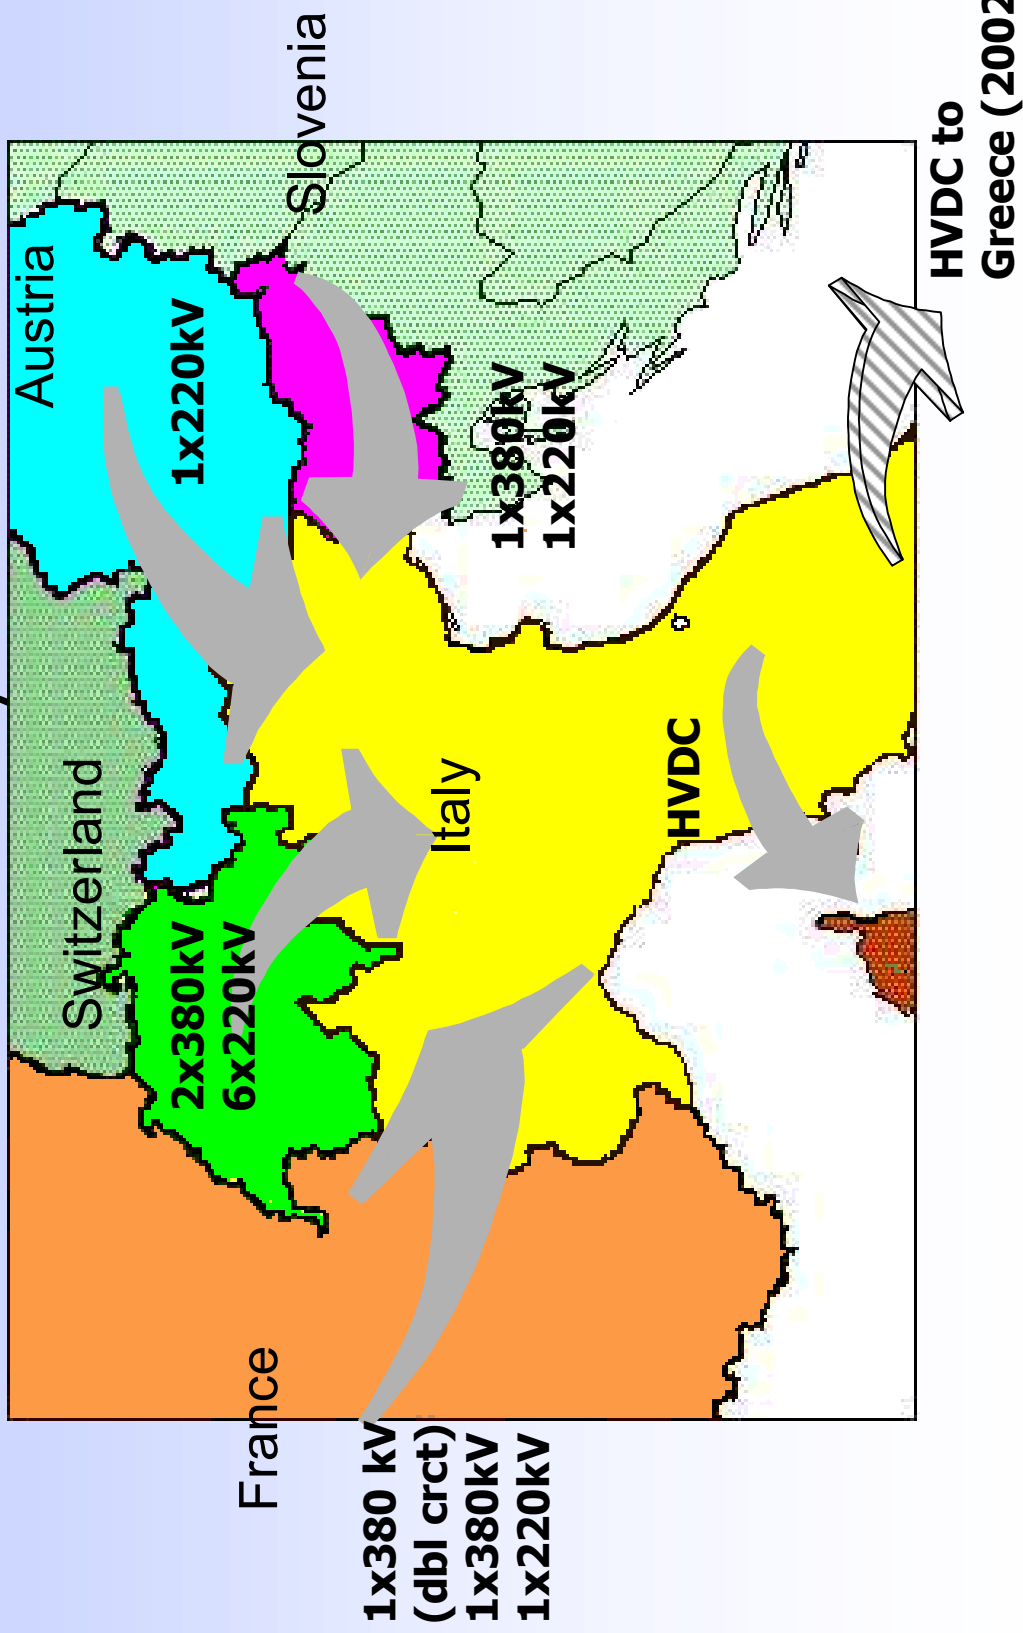 Switzerland
Austria
2x380kV
6x220kV
1x220kV
France
Slovenia
1x380 kV
(dbl crct)
1x380kV
1x220kV
Italy
1x380kV
1x220kV
HVDC
HVDC to
Greece (2002